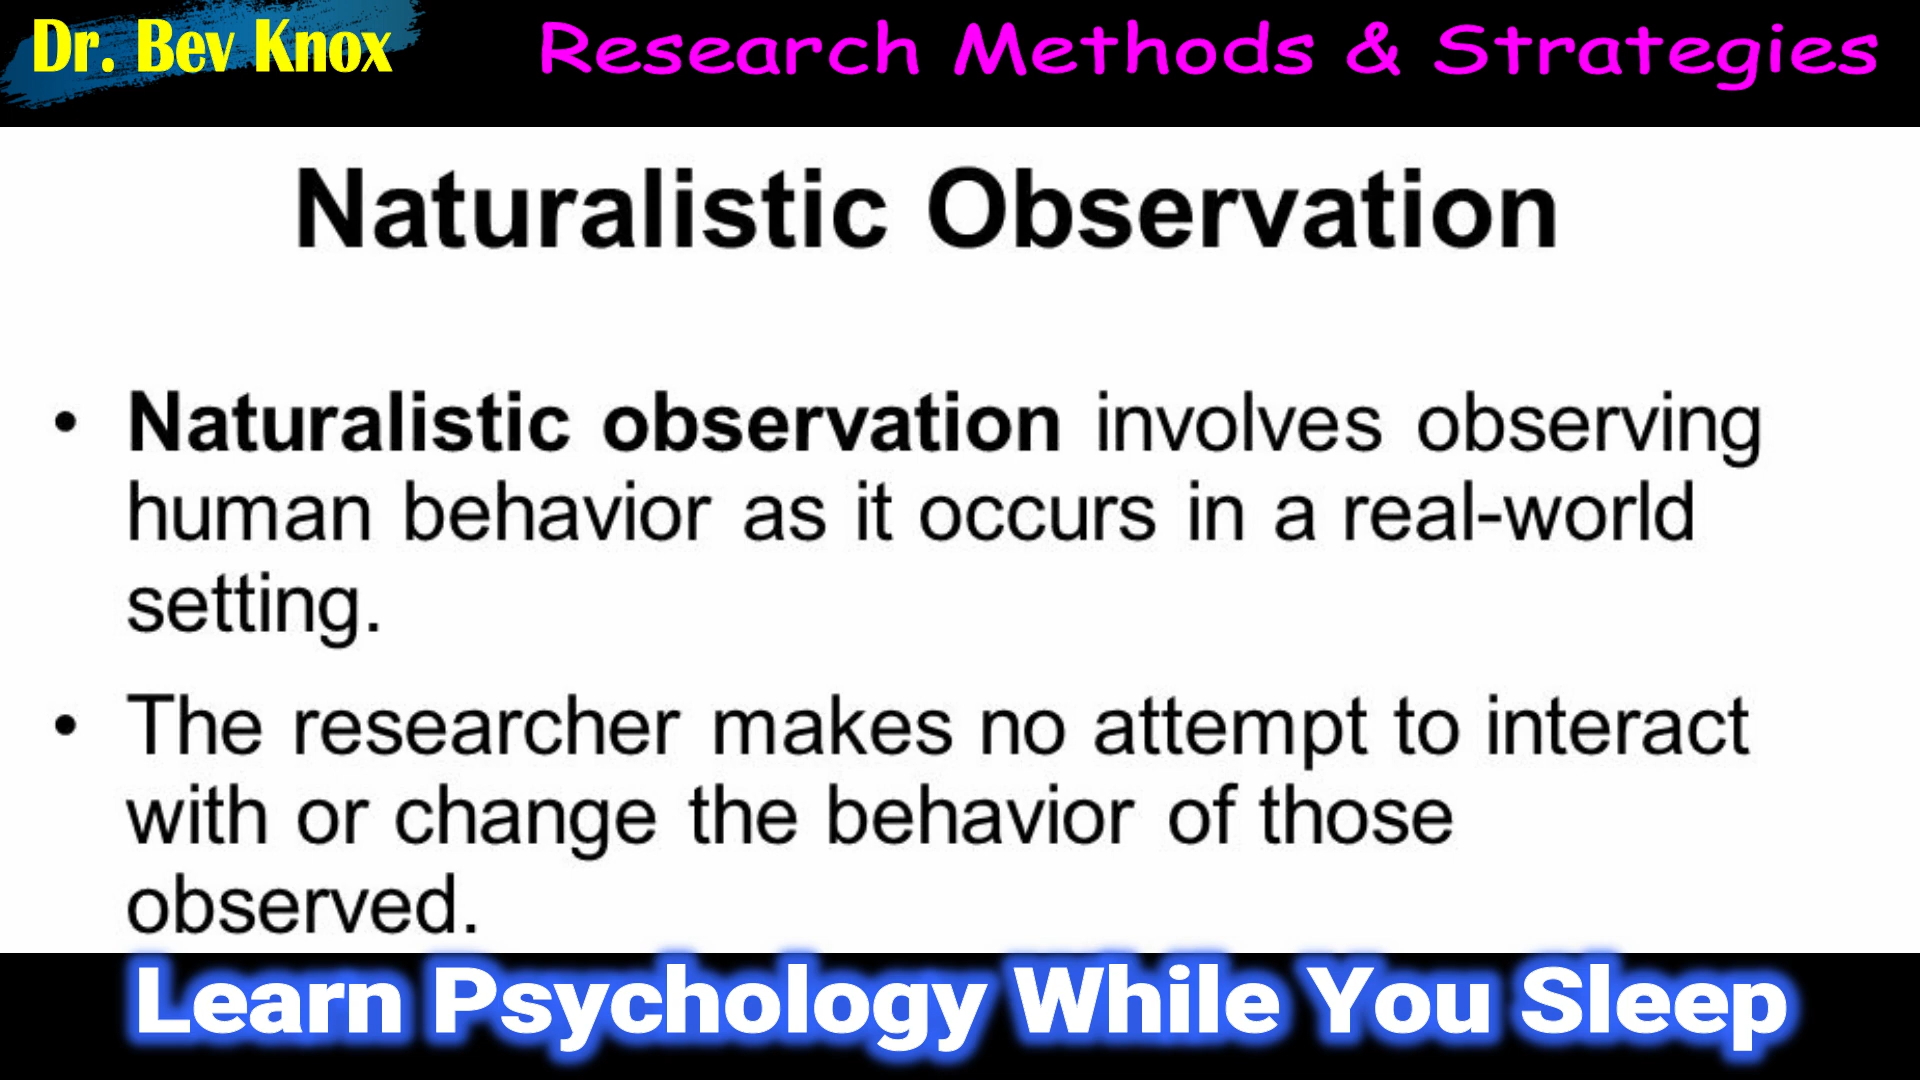 Dr. Bev Knox
Research Methods & Strategies
Naturalistic Observation
• Naturalistic observation involves observing
human behavior as it occurs in a real-world
setting.
• The researcher makes no attempt to interact
with or change the behavior of those
observed.
Learn Psychology While You Sleep